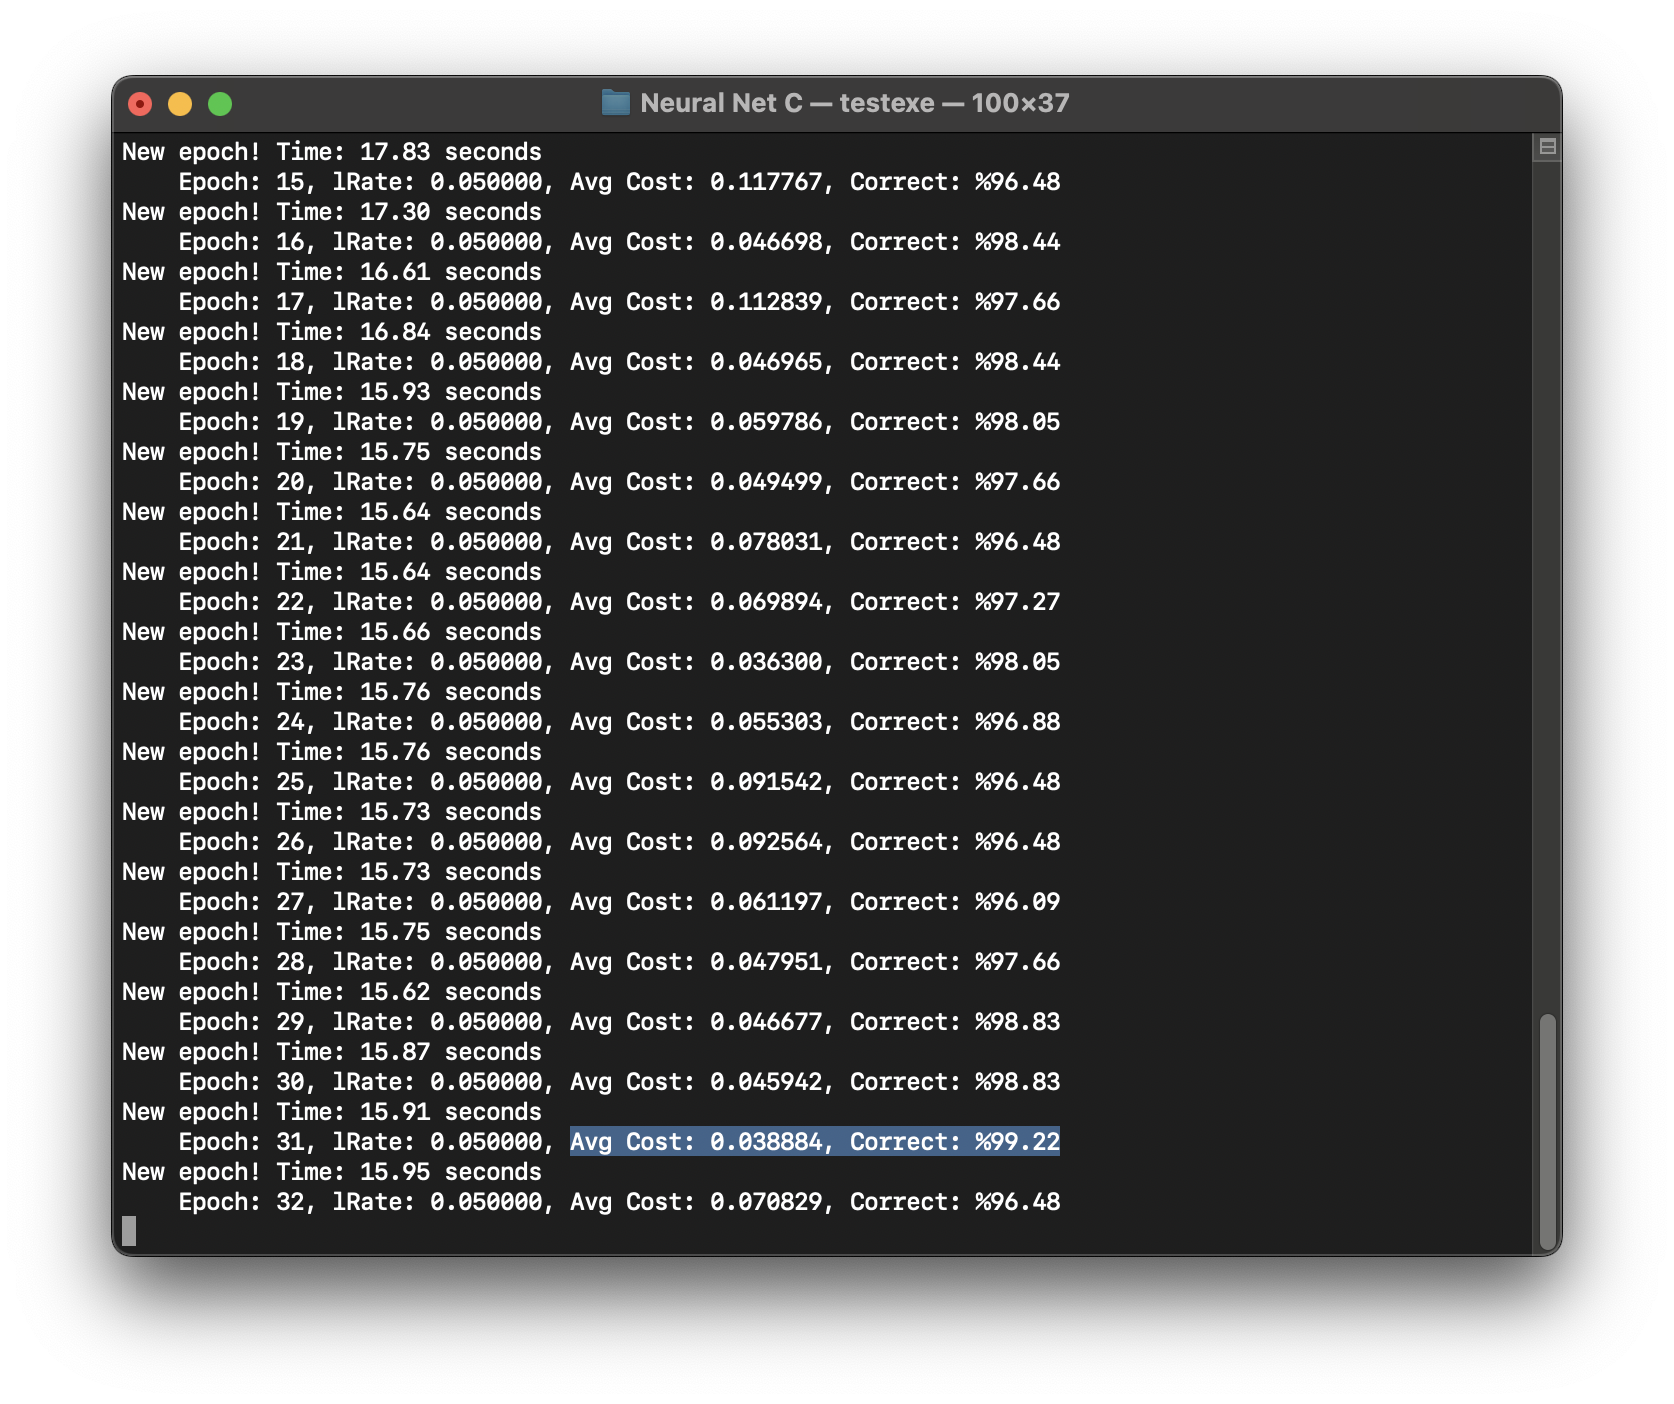 Neural Net C — testexe — 100×37
New epoch! Time: 17.83 seconds
Epoch: 15, lRate: 0.050000, Avg Cost: 0.117767, Correct: %96.48
New epoch! Time: 17.30 seconds
Epoch: 16, lRate: 0.050000, Avg Cost: 0.046698, Correct: %98.44
New epoch! Time: 16.61 seconds
Epoch: 17, lRate: 0.050000, Avg Cost: 0.112839, Correct: %97.66
New epoch! Time: 16.84 seconds
Epoch: 18, lRate: 0.050000, Avg Cost: 0.046965, Correct: %98.44
New epoch! Time: 15.93 seconds
Epoch: 19, lRate: 0.050000, Avg Cost: 0.059786, Correct: %98.05
New epoch! Time: 15.75 seconds
Epoch: 20, lRate: 0.050000, Avg Cost: 0.049499, Correct: %97.66
New epoch! Time: 15.64 seconds
Epoch: 21, lRate: 0.050000, Avg Cost: 0.078031, Correct: %96.48
New epoch! Time: 15.64 seconds
Epoch: 22, lRate: 0.050000, Avg Cost: 0.069894, Correct: %97.27
New epoch! Time: 15.66 seconds
Epoch: 23, lRate: 0.050000, Avg Cost: 0.036300, Correct: %98.05
New epoch! Time: 15.76 seconds
Epoch: 24, lRate: 0.050000, Avg Cost: 0.055303, Correct: %96.88
New epoch! Time: 15.76 seconds
Epoch: 25, lRate: 0.050000, Avg Cost: 0.091542, Correct: %96.48
New epoch! Time: 15.73 seconds
Epoch: 26, lRate: 0.050000, Avg Cost: 0.092564, Correct: %96.48
New epoch! Time: 15.73 seconds
Epoch: 27, lRate: 0.050000, Avg Cost: 0.061197, Correct: %96.09
New epoch! Time: 15.75 seconds
Epoch: 28, lRate: 0.050000, Avg Cost: 0.047951, Correct: %97.66
New epoch! Time: 15.62 seconds
Epoch: 29, lRate: 0.050000, Avg Cost: 0.046677, Correct: %98.83
New epoch! Time: 15.87 seconds
Epoch: 30, lRate: 0.050000, Avg Cost: 0.045942, Correct: %98.83
New epoch! Time: 15.91 seconds
Epoch: 31, lRate: 0.050000, Avg Cost: 0.038884, Correct: %99.22
New epoch! Time: 15.95 seconds
Epoch: 32, lRate: 0.050000, Avg Cost: 0.070829, Correct: %96.48